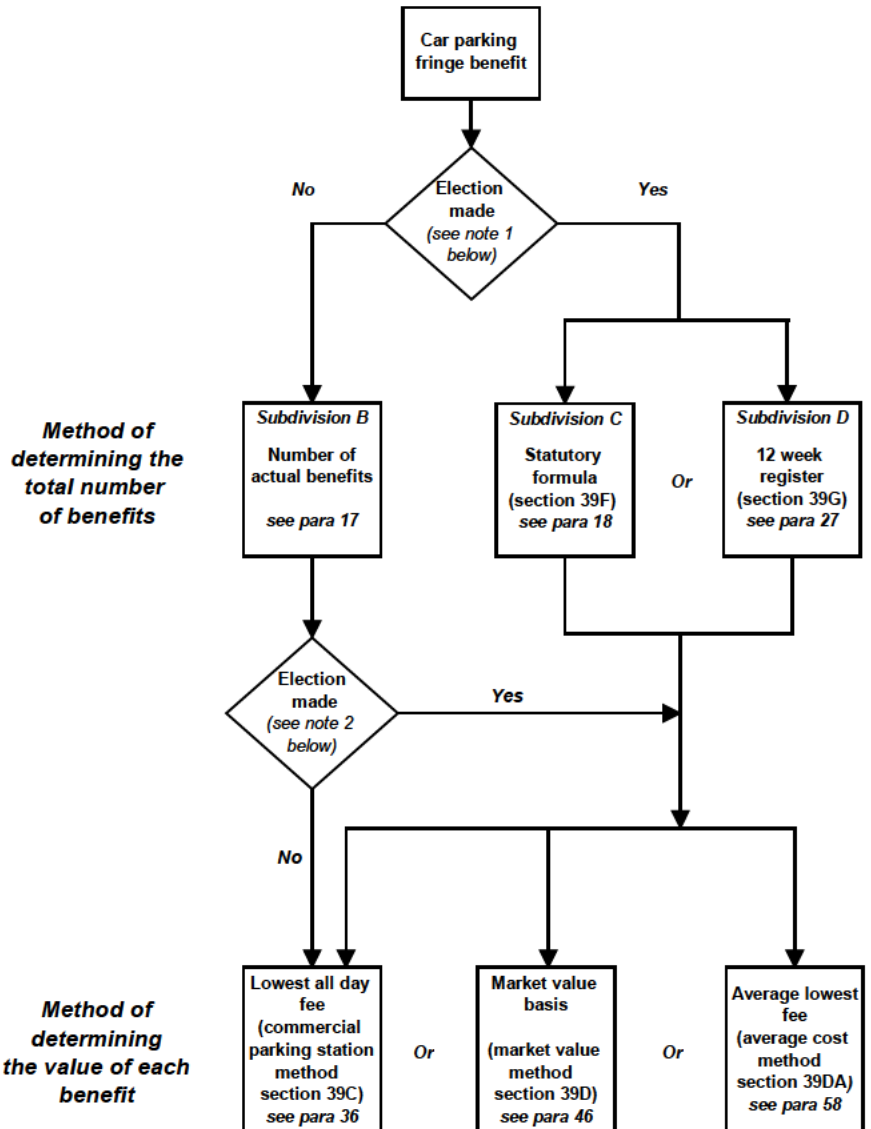 Car parking
fringe benefit
No
Election
made
(see note 1
below)
Yes
Method of
determining the
total number
of benefits
Subdivision B
Number of
actual benefits
see para 17
Subdivision C
Statutory
formula
(section 39F)
see para 18
Or
Subdivision D
12 week
register
(section 39G)
see para 27
Election
made
(see note 2
below)
Yes
No
Method of
determining
the value of each
benefit
Lowest all day
fee
(commercial
parking station
method
section 39C)
see para 36
Or
Market value
basis
(market value
method
section 39D)
see para 46
Or
Average lowest
fee
(average cost
method
section 39DA)
see para 58